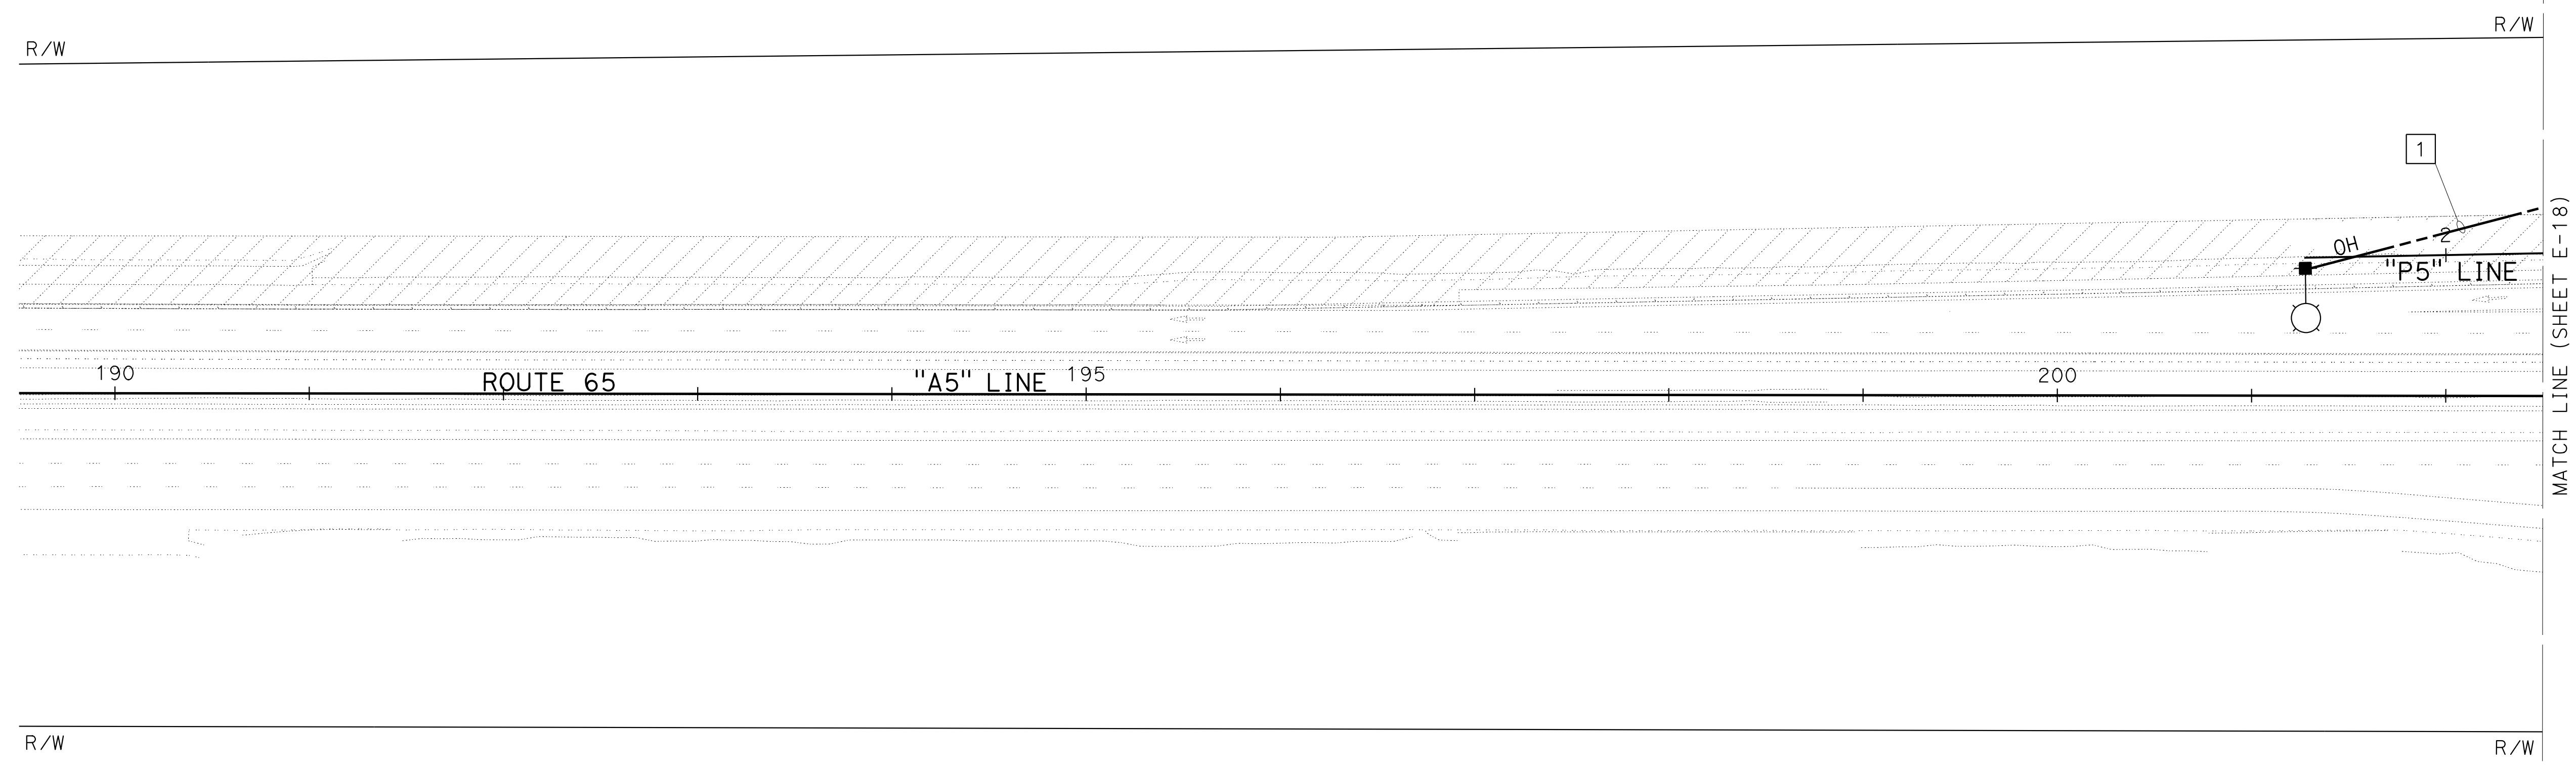 R/W
R/W
1
OH
2
"P5" LINE
190
ROUTE 65
"A5" LINE
195
200
MATCH LINE (SHEET E-18)
R/W
R/W